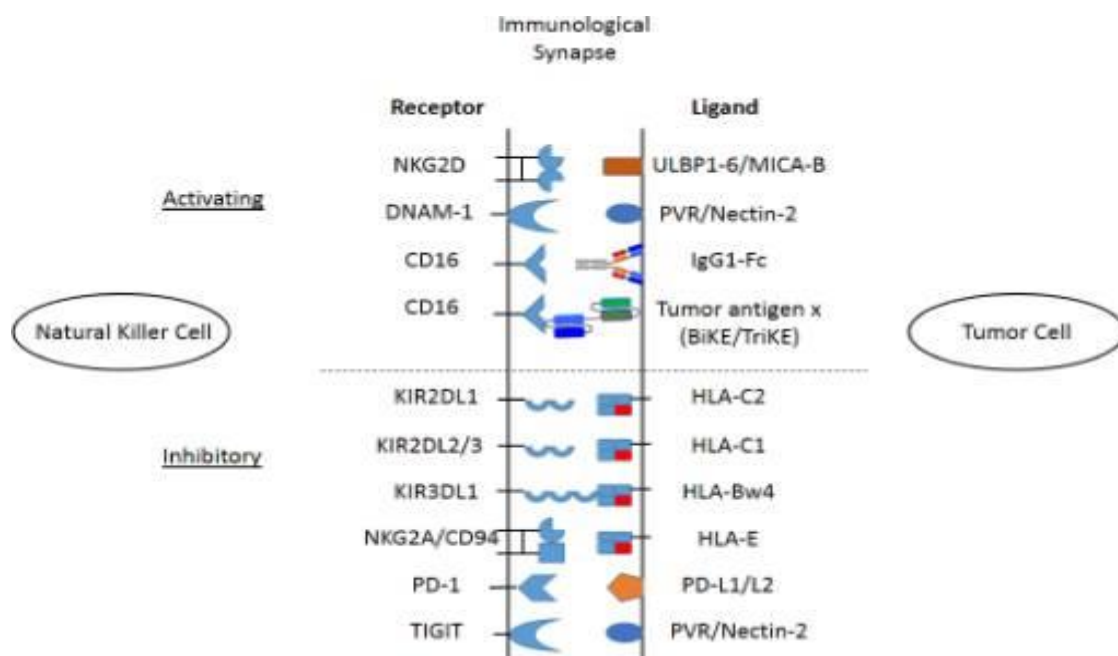 Immunological
Synapse
Receptor
Ligand
NKG2D
ULBP1-6/MICA-B
Activating
DNAM-1
PVR/Nectin-2
CD16
IgG1-Fc
CD16
Tumor antigen x
(BiKE/TriKE)
Natural Killer Cell
Tumor Cell
KIR2DL1
HLA-C2
KIR2DL2/3
HLA-C1
Inhibitory
KIR3DL1
HLA-Bw4
NKG2A/CD94
HLA-E
PD-1
PD-L1/L2
TIGIT
PVR/Nectin-2